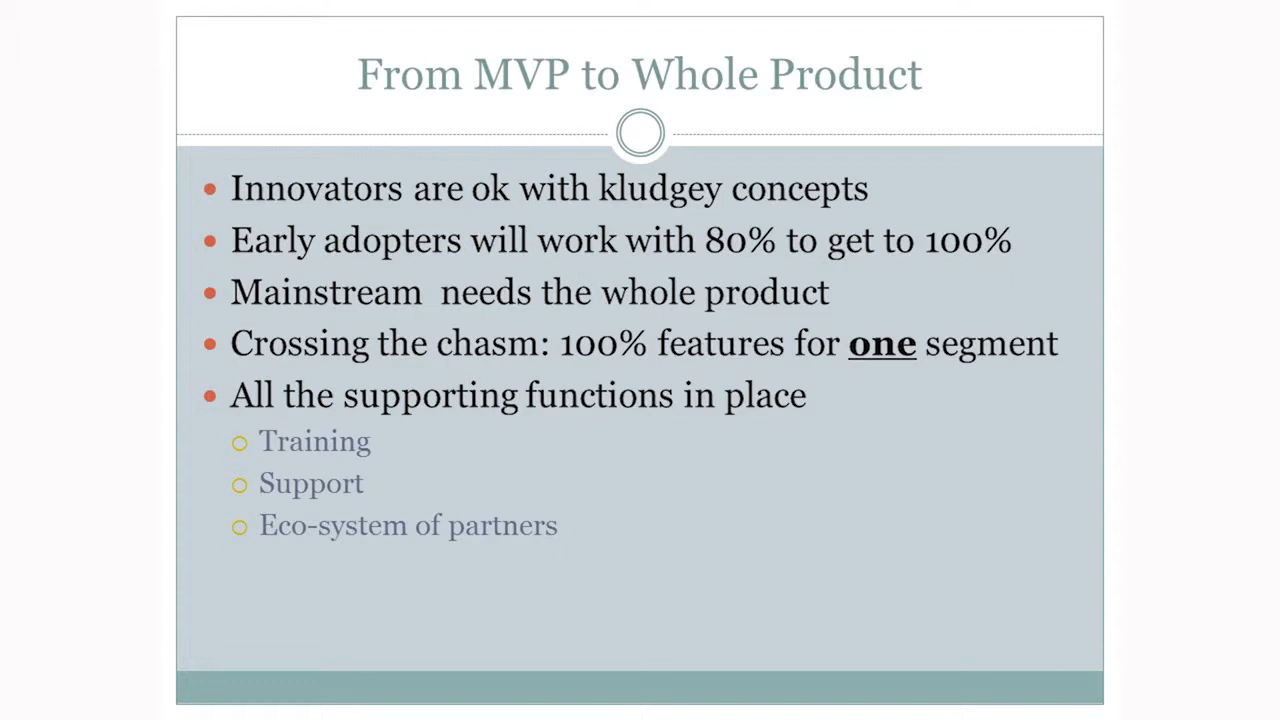 From MVP to Whole Product
Innovators are ok with kludgey concepts
Early adopters will work with 80% to get to 100%
Mainstream needs the whole product
Crossing the chasm: 100% features for one segment
All the supporting functions in place
Training
Support
Eco-system of partners